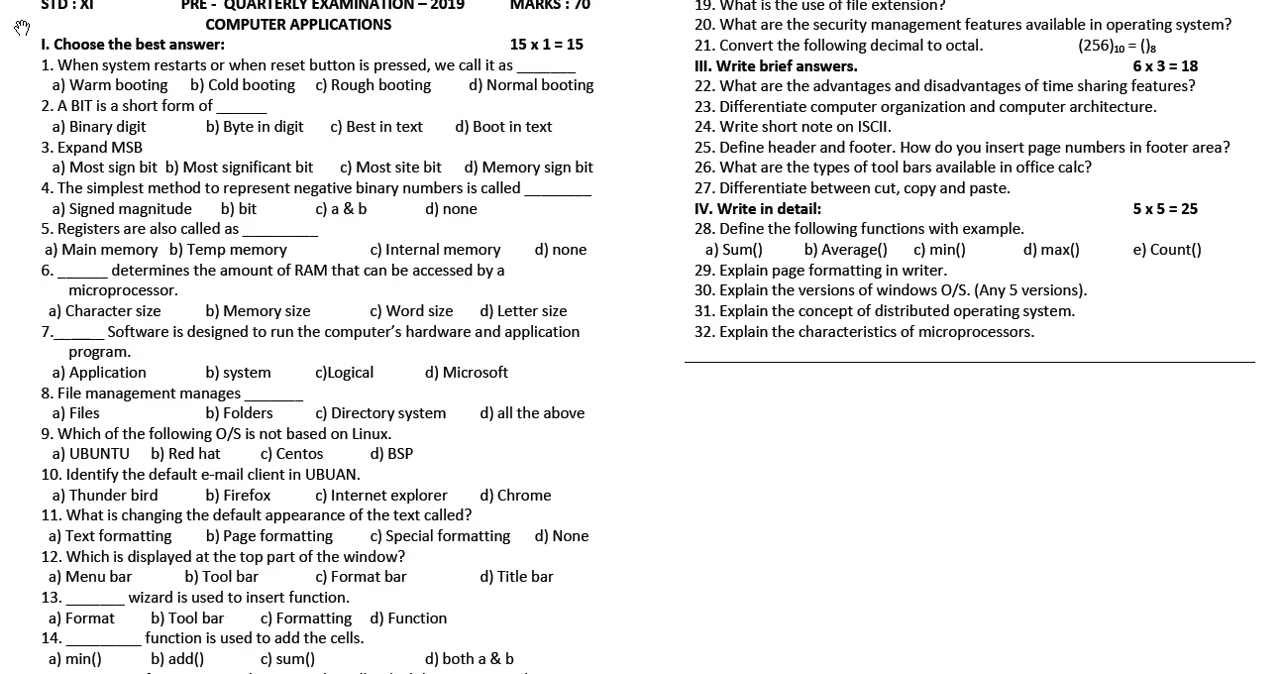 STD : XI PRE - QUARTERLY EXAMINATION – 2019 MARKS : 70
COMPUTER APPLICATIONS
I. Choose the best answer: 15 x 1 = 15
1. When system restarts or when reset button is pressed, we call it as _______
a) Warm booting b) Cold booting c) Rough booting d) Normal booting
2. A BIT is a short form of ______
a) Binary digit b) Byte in digit c) Best in text d) Boot in text
3. Expand MSB
a) Most sign bit b) Most significant bit c) Most site bit d) Memory sign bit
4. The simplest method to represent negative binary numbers is called ________
a) Signed magnitude b) bit c) a & b d) none
5. Registers are also called as _________
a) Main memory b) Temp memory c) Internal memory d) none
6. ______ determines the amount of RAM that can be accessed by a
microprocessor.
a) Character size b) Memory size c) Word size d) Letter size
7.______ Software is designed to run the computer’s hardware and application
program.
a) Application b) system c)Logical d) Microsoft
8. File management manages _______
a) Files b) Folders c) Directory system d) all the above
9. Which of the following O/S is not based on Linux.
a) UBUNTU b) Red hat c) Centos d) BSP
10. Identify the default e-mail client in UBUAN.
a) Thunder bird b) Firefox c) Internet explorer d) Chrome
11. What is changing the default appearance of the text called?
a) Text formatting b) Page formatting c) Special formatting d) None
12. Which is displayed at the top part of the window?
a) Menu bar b) Tool bar c) Format bar d) Title bar
13. _______ wizard is used to insert function.
a) Format b) Tool bar c) Formatting d) Function
14. _________ function is used to add the cells.
a) min() b) add() c) sum() d) both a & b
19. What is the use of file extension?
20. What are the security management features available in operating system?
21. Convert the following decimal to octal. (256)₁₀ = ()₈
III. Write brief answers. 6 x 3 = 18
22. What are the advantages and disadvantages of time sharing features?
23. Differentiate computer organization and computer architecture.
24. Write short note on ISCII.
25. Define header and footer. How do you insert page numbers in footer area?
26. What are the types of tool bars available in office calc?
27. Differentiate between cut, copy and paste.
IV. Write in detail: 5 x 5 = 25
28. Define the following functions with example.
a) Sum() b) Average() c) min() d) max() e) Count()
29. Explain page formatting in writer.
30. Explain the versions of windows O/S. (Any 5 versions).
31. Explain the concept of distributed operating system.
32. Explain the characteristics of microprocessors.